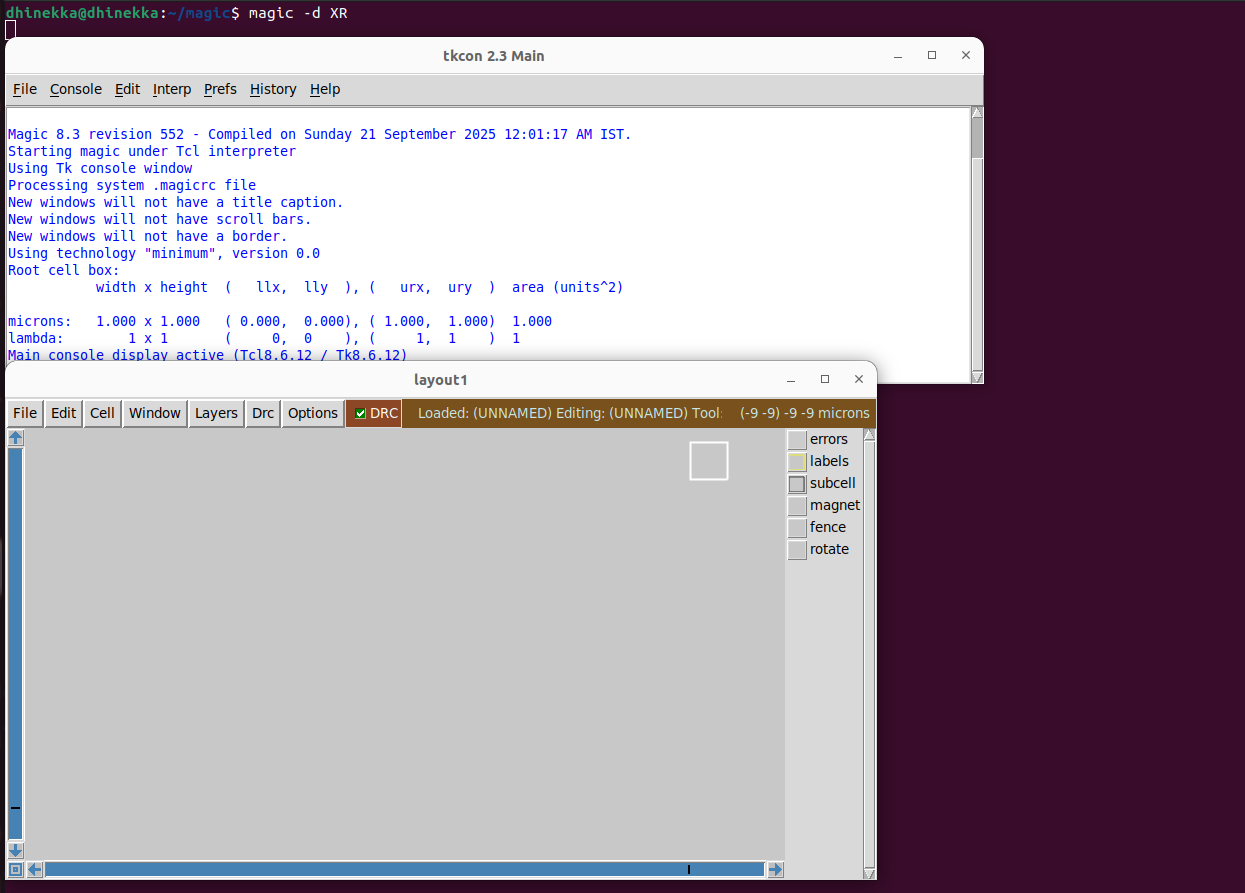 dhinekka@dhinekka:~/magic$ magic -d XR
tkcon 2.3 Main
File Console Edit Interp Prefs History Help
Magic 8.3 revision 552 - Compiled on Sunday 21 September 2025 12:01:17 AM IST.
Starting magic under Tcl interpreter
Using Tk console window
Processing system .magicrc file
New windows will not have a title caption.
New windows will not have scroll bars.
New windows will not have a border.
Using technology "minimum", version 0.0
Root cell box:
width x height ( llx, lly ), ( urx, ury ) area (units^2)
microns: 1.000 x 1.000 ( 0.000, 0.000), ( 1.000, 1.000) 1.000
lambda: 1 x 1 ( 0, 0 ), ( 1, 1 ) 1
Main console display active (Tcl8.6.12 / Tk8.6.12)
layout1
File Edit Cell Window Layers Drc Options DRC Loaded: (UNNAMED) Editing: (UNNAMED) Tool: (-9 -9) -9 -9 microns
errors
labels
subcell
magnet
fence
rotate